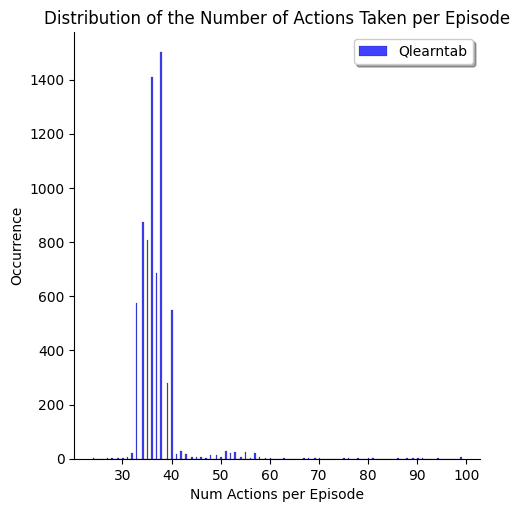 Distribution of the Number of Actions Taken per Episode
Qlearntab
1400
1200
1000
800
600
400
200
0
Occurrence
30 40 50 60 70 80 90 100
Num Actions per Episode